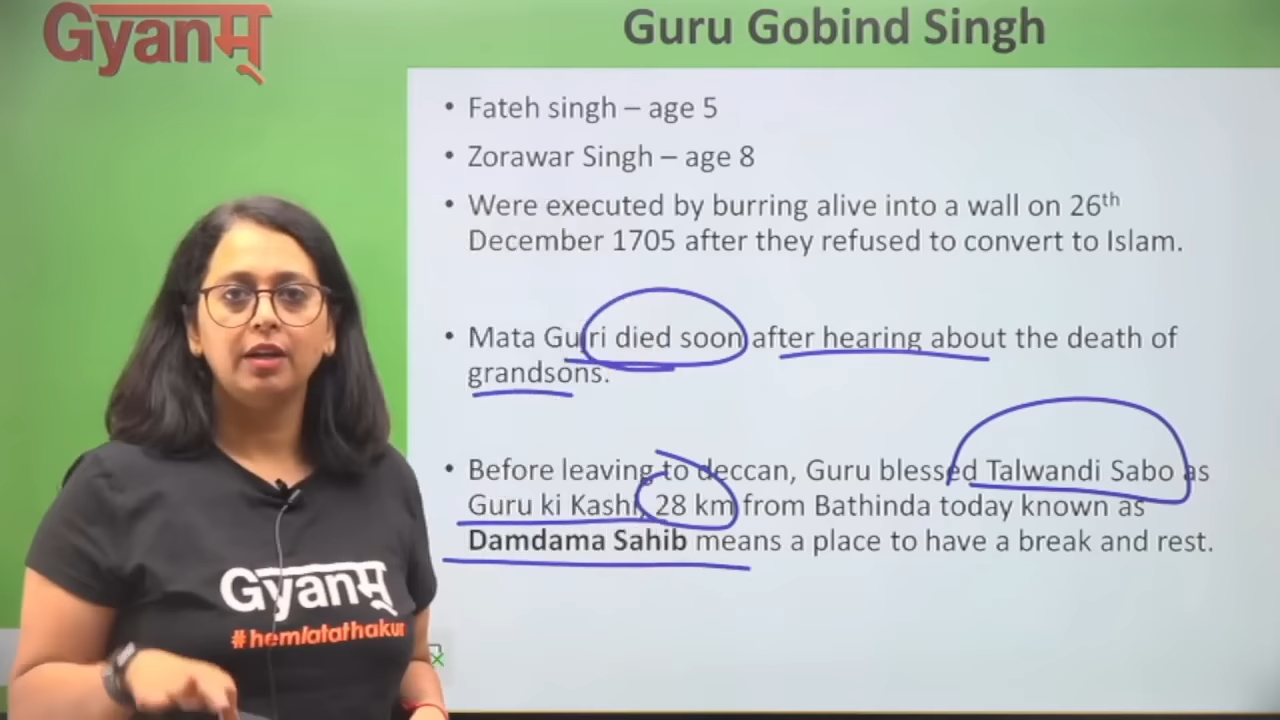 Gyanम्
Guru Gobind Singh
• Fateh singh – age 5
• Zorawar Singh – age 8
• Were executed by burring alive into a wall on 26th
December 1705 after they refused to convert to Islam.
• Mata Gujri died soon after hearing about the death of
grandsons.
• Before leaving to deccan, Guru blessed Talwandi Sabo as
Guru ki Kashi, 28 km from Bathinda today known as
Damdama Sahib means a place to have a break and rest.
Gyanम्
#hemlatathakur